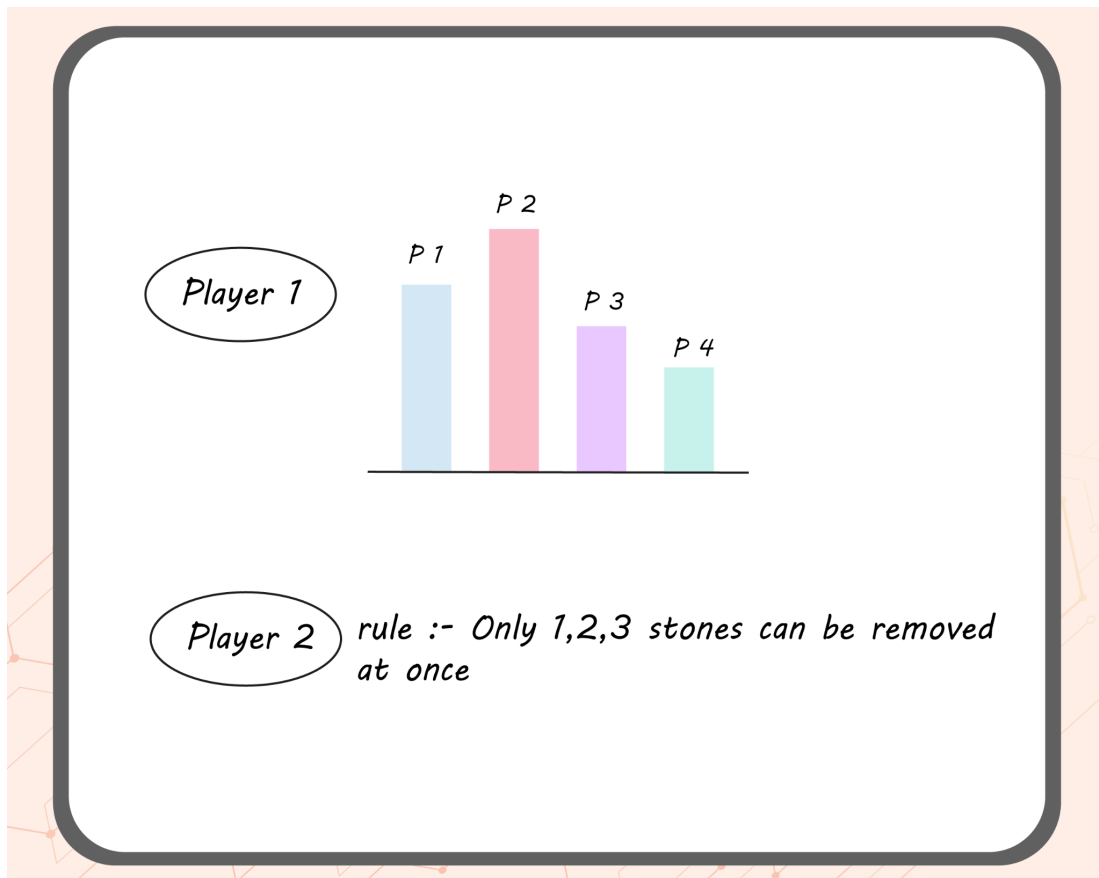 P 2
P 1
Player 1
P 3
P 4
Player 2
rule :- Only 1,2,3 stones can be removed
at once